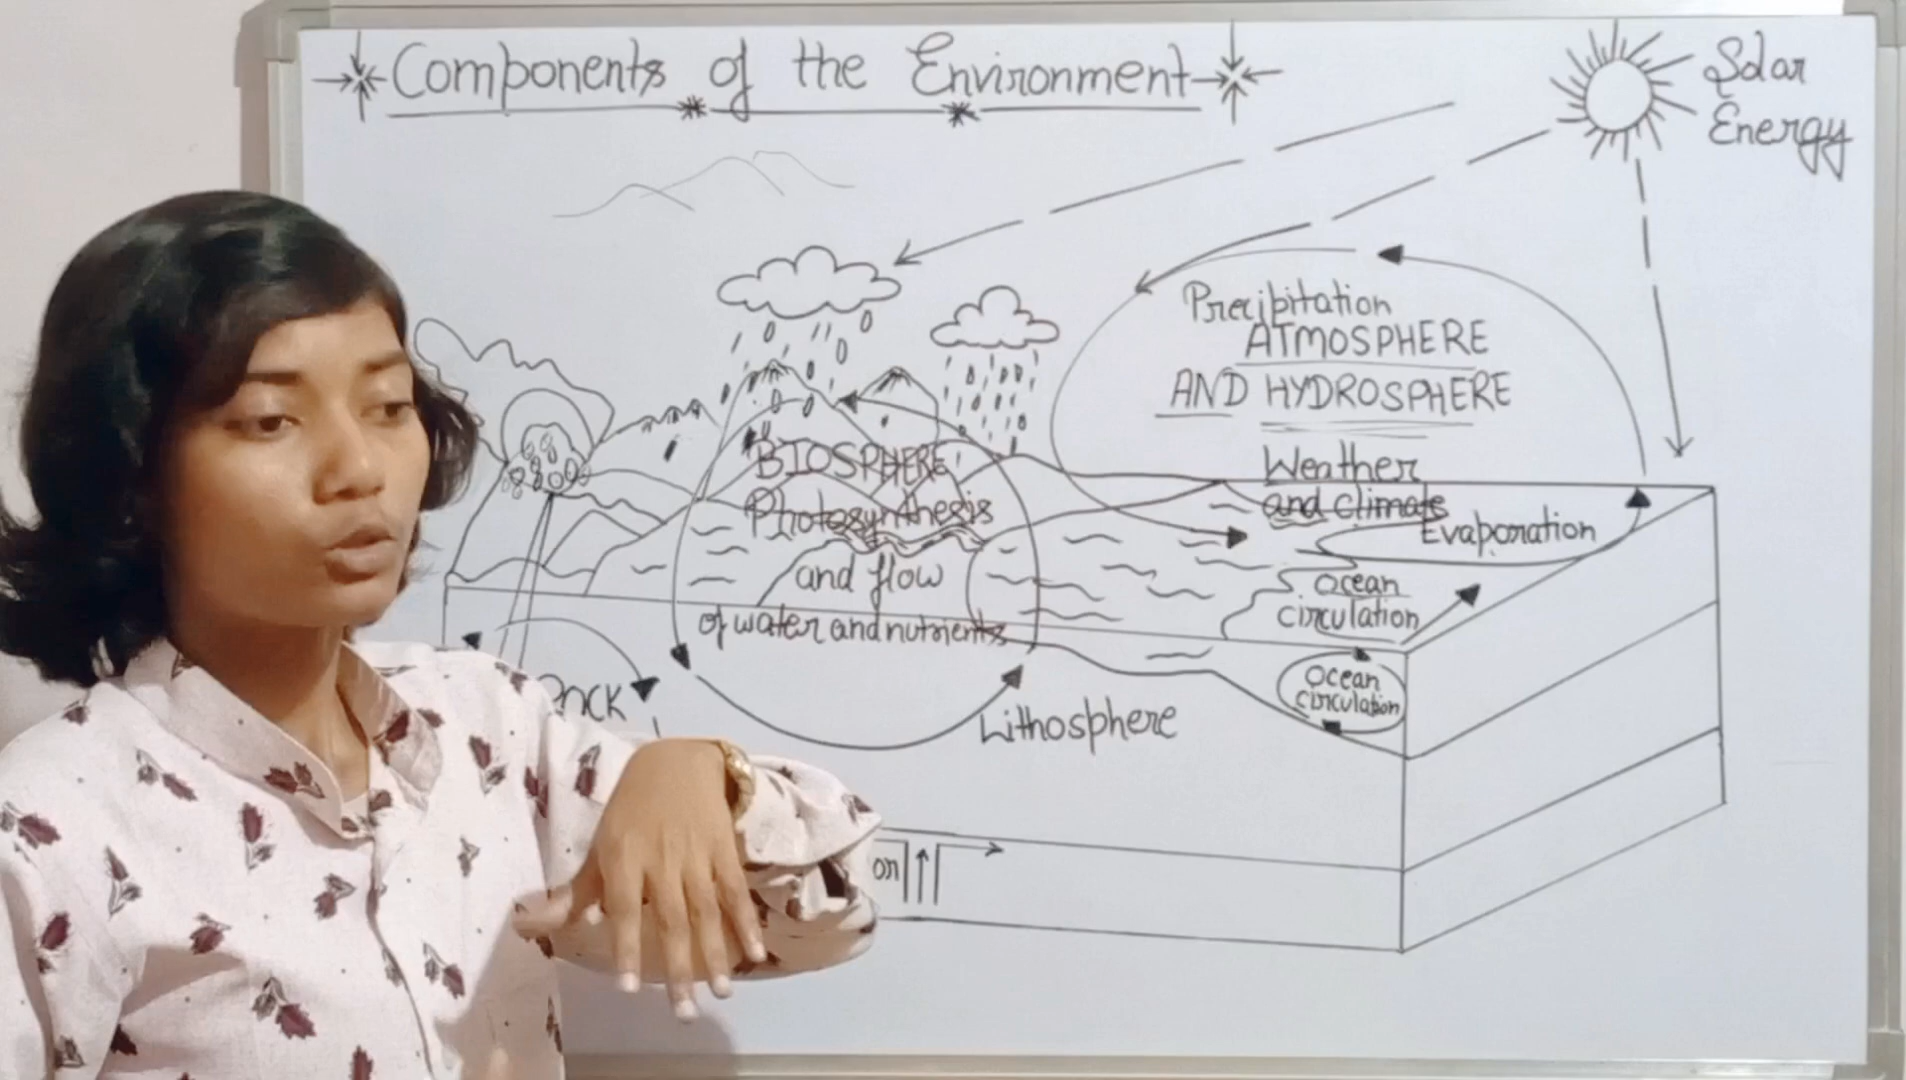 Components of the Environment
Solar
Energy
Precipitation
ATMOSPHERE
AND HYDROSPHERE
Weather
and climate
Evaporation
Ocean
circulation
Ocean
circulation
BIOSPHERE
Photosynthesis
and flow
of water and nutrients
Lithosphere